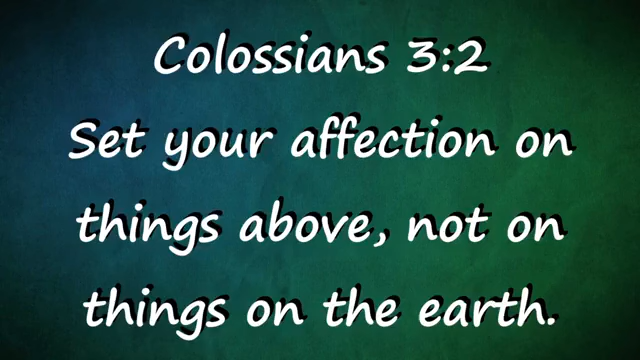 Colossians 3:2
Set your affection on
things above, not on
things on the earth.